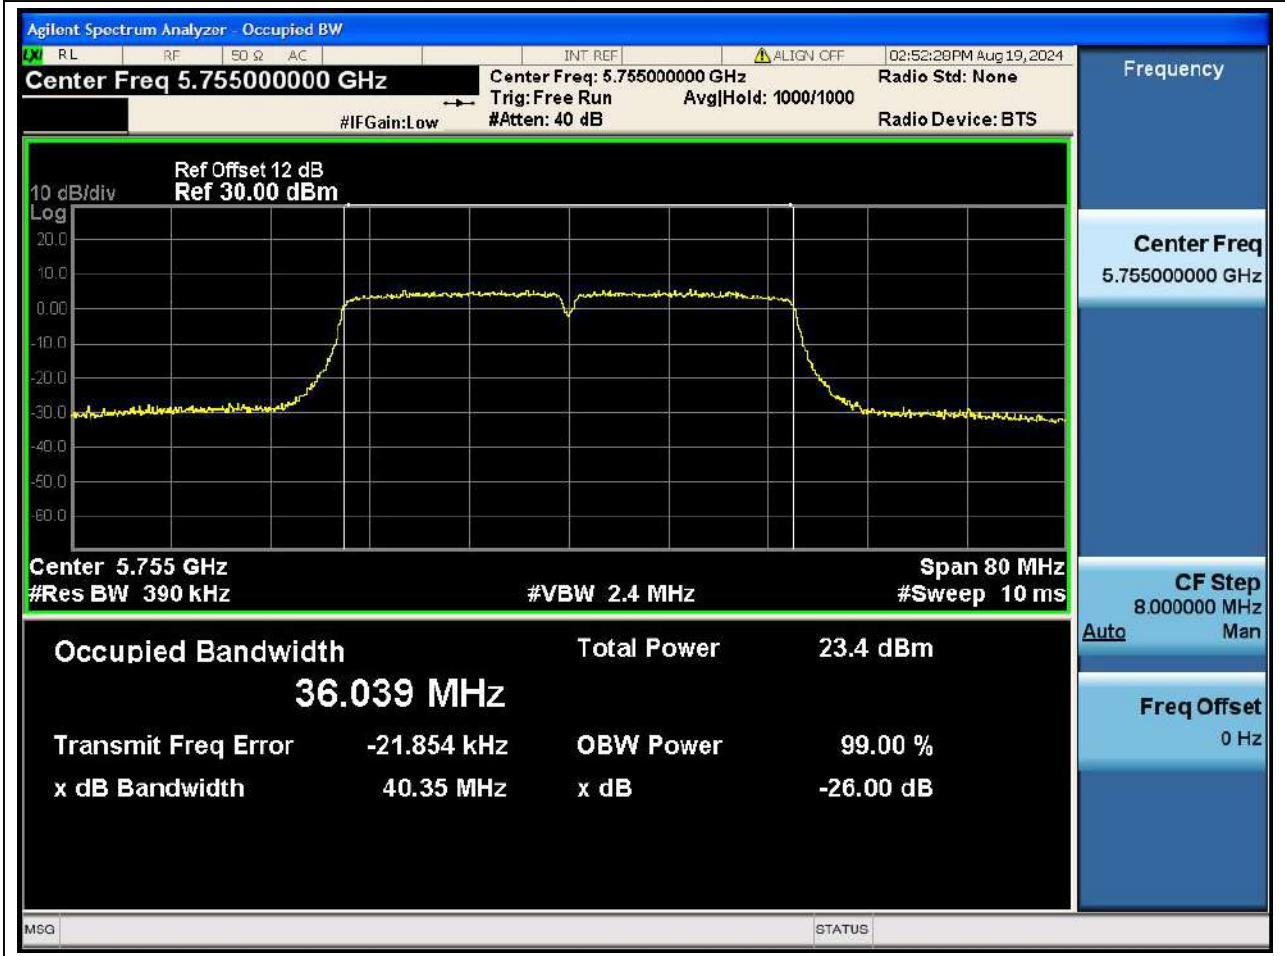 Agilent Spectrum Analyzer - Occupied BW
LXI RL RF 50 Ω AC INT REF ALIGN OFF 02:52:28PM Aug 19, 2024
Center Freq 5.755000000 GHz
Center Freq: 5.755000000 GHz
Radio Std: None
Trig: Free Run Avg|Hold: 1000/1000
#IFGain:Low #Atten: 40 dB
Radio Device: BTS
Ref Offset 12 dB
10 dB/div Ref 30.00 dBm
Log
20.0
10.0
0.00
-10.0
-20.0
-30.0
-40.0
-50.0
-60.0
Center 5.755 GHz Span 80 MHz
#Res BW 390 kHz #VBW 2.4 MHz #Sweep 10 ms
Occupied Bandwidth Total Power 23.4 dBm
36.039 MHz
Transmit Freq Error -21.854 kHz OBW Power 99.00 %
x dB Bandwidth 40.35 MHz x dB -26.00 dB
MSG STATUS
Frequency
Center Freq
5.755000000 GHz
CF Step
8.000000 MHz
Auto Man
Freq Offset
0 Hz